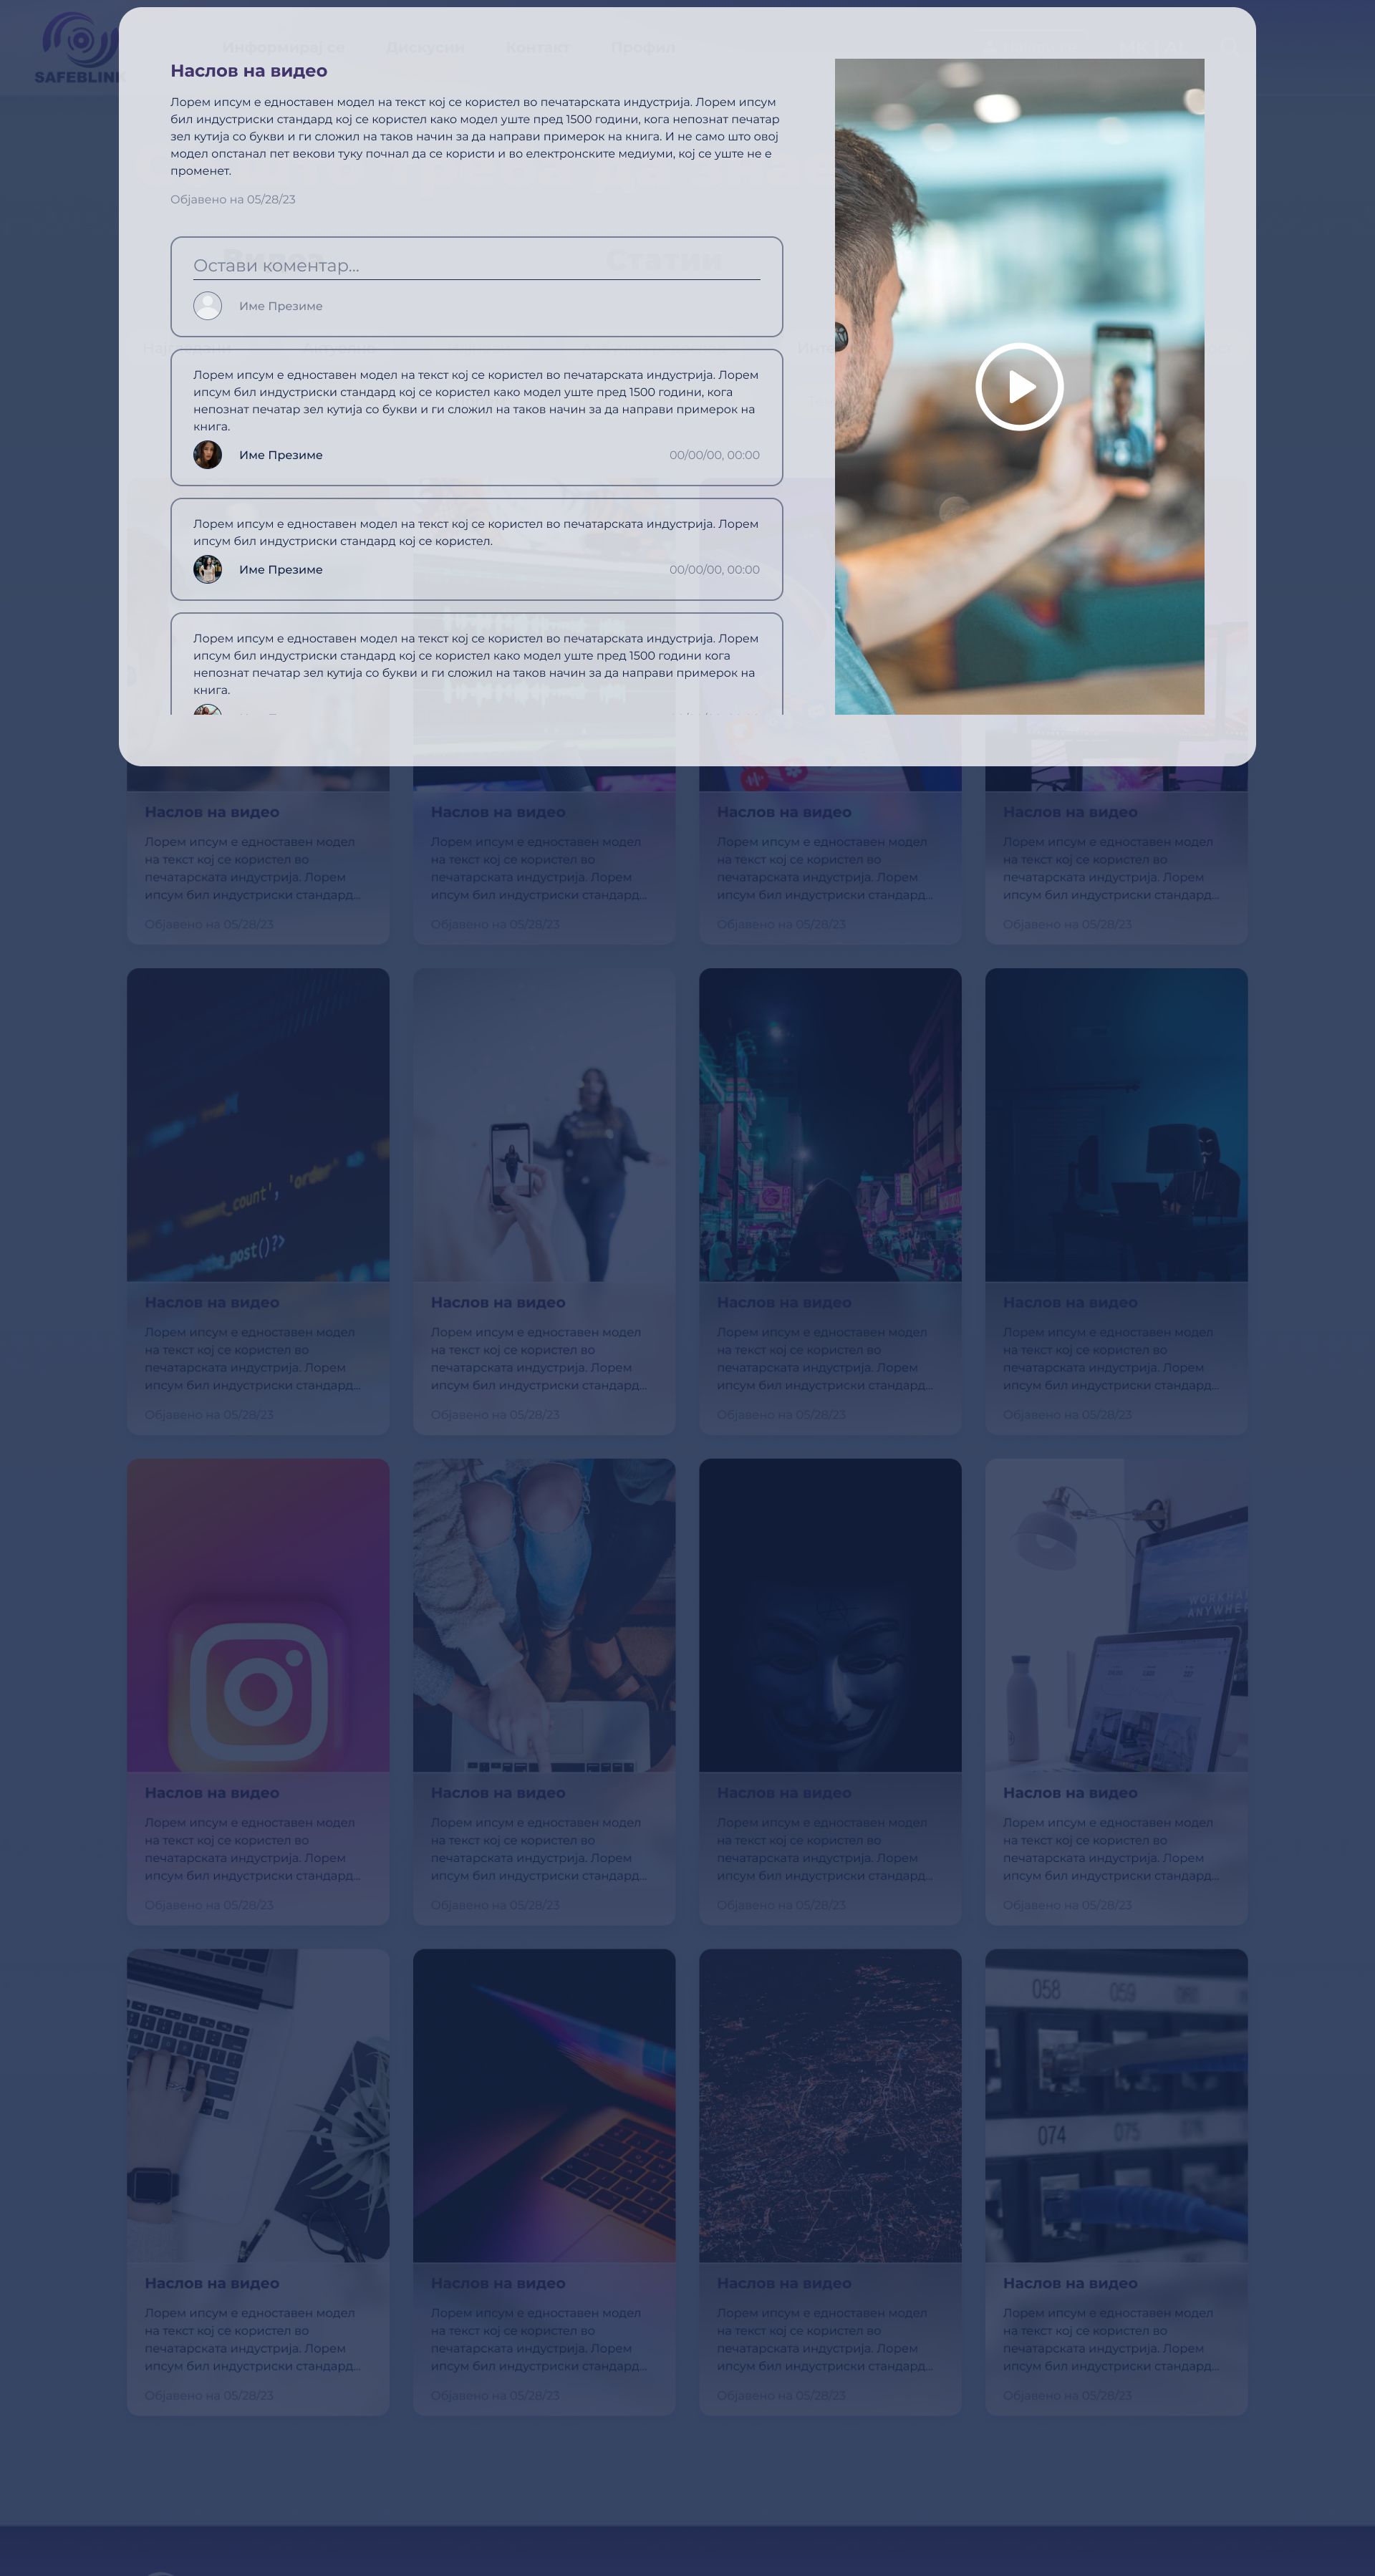 SAFEBLINK
Информирај се
Дискусии
Контакт
Профил
Наслов на видео
Лорем ипсум е едноставен модел на текст кој се користел во печатарската индустрија. Лорем ипсум
бил индустриски стандард кој се користел како модел уште пред 1500 години, кога непознат печатар
зел кутија со букви и ги сложил на таков начин за да направи примерок на книга. И не само што овој
модел опстанал пет векови туку почнал да се користи и во електронските медиуми, кој се уште не е
променет.
Објавено на 05/28/23
Видеа
Статии
Остави коментар...
Име Презиме
Лорем ипсум е едноставен модел на текст кој се користел во печатарската индустрија. Лорем
ипсум бил индустриски стандард кој се користел како модел уште пред 1500 години, кога
непознат печатар зел кутија со букви и ги сложил на таков начин за да направи примерок на
книга.
Име Презиме
00/00/00, 00:00
Лорем ипсум е едноставен модел на текст кој се користел во печатарската индустрија. Лорем
ипсум бил индустриски стандард кој се користел.
Име Презиме
00/00/00, 00:00
Лорем ипсум е едноставен модел на текст кој се користел во печатарската индустрија. Лорем
ипсум бил индустриски стандард кој се користел како модел уште пред 1500 години кога
непознат печатар зел кутија со букви и ги сложил на таков начин за да направи примерок на
книга.
Наслов на видео
Лорем ипсум е едноставен модел
на текст кој се користел во
печатарската индустрија. Лорем
ипсум бил индустриски стандард...
Објавено на 05/28/23
Наслов на видео
Лорем ипсум е едноставен модел
на текст кој се користел во
печатарската индустрија. Лорем
ипсум бил индустриски стандард...
Објавено на 05/28/23
Наслов на видео
Лорем ипсум е едноставен модел
на текст кој се користел во
печатарската индустрија. Лорем
ипсум бил индустриски стандард...
Објавено на 05/28/23
Наслов на видео
Лорем ипсум е едноставен модел
на текст кој се користел во
печатарската индустрија. Лорем
ипсум бил индустриски стандард...
Објавено на 05/28/23
_count', 'order'
_post()?>
Наслов на видео
Лорем ипсум е едноставен модел
на текст кој се користел во
печатарската индустрија. Лорем
ипсум бил индустриски стандард...
Објавено на 05/28/23
Наслов на видео
Лорем ипсум е едноставен модел
на текст кој се користел во
печатарската индустрија. Лорем
ипсум бил индустриски стандард...
Објавено на 05/28/23
Наслов на видео
Лорем ипсум е едноставен модел
на текст кој се користел во
печатарската индустрија. Лорем
ипсум бил индустриски стандард...
Објавено на 05/28/23
Наслов на видео
Лорем ипсум е едноставен модел
на текст кој се користел во
печатарската индустрија. Лорем
ипсум бил индустриски стандард...
Објавено на 05/28/23
Наслов на видео
Лорем ипсум е едноставен модел
на текст кој се користел во
печатарската индустрија. Лорем
ипсум бил индустриски стандард...
Објавено на 05/28/23
Наслов на видео
Лорем ипсум е едноставен модел
на текст кој се користел во
печатарската индустрија. Лорем
ипсум бил индустриски стандард...
Објавено на 05/28/23
Наслов на видео
Лорем ипсум е едноставен модел
на текст кој се користел во
печатарската индустрија. Лорем
ипсум бил индустриски стандард...
Објавено на 05/28/23
Наслов на видео
Лорем ипсум е едноставен модел
на текст кој се користел во
печатарската индустрија. Лорем
ипсум бил индустриски стандард...
Објавено на 05/28/23
Наслов на видео
Лорем ипсум е едноставен модел
на текст кој се користел во
печатарската индустрија. Лорем
ипсум бил индустриски стандард...
Објавено на 05/28/23
Наслов на видео
Лорем ипсум е едноставен модел
на текст кој се користел во
печатарската индустрија. Лорем
ипсум бил индустриски стандард...
Објавено на 05/28/23
Наслов на видео
Лорем ипсум е едноставен модел
на текст кој се користел во
печатарската индустрија. Лорем
ипсум бил индустриски стандард...
Објавено на 05/28/23
058
059
074
075
Наслов на видео
Лорем ипсум е едноставен модел
на текст кој се користел во
печатарската индустрија. Лорем
ипсум бил индустриски стандард...
Објавено на 05/28/23